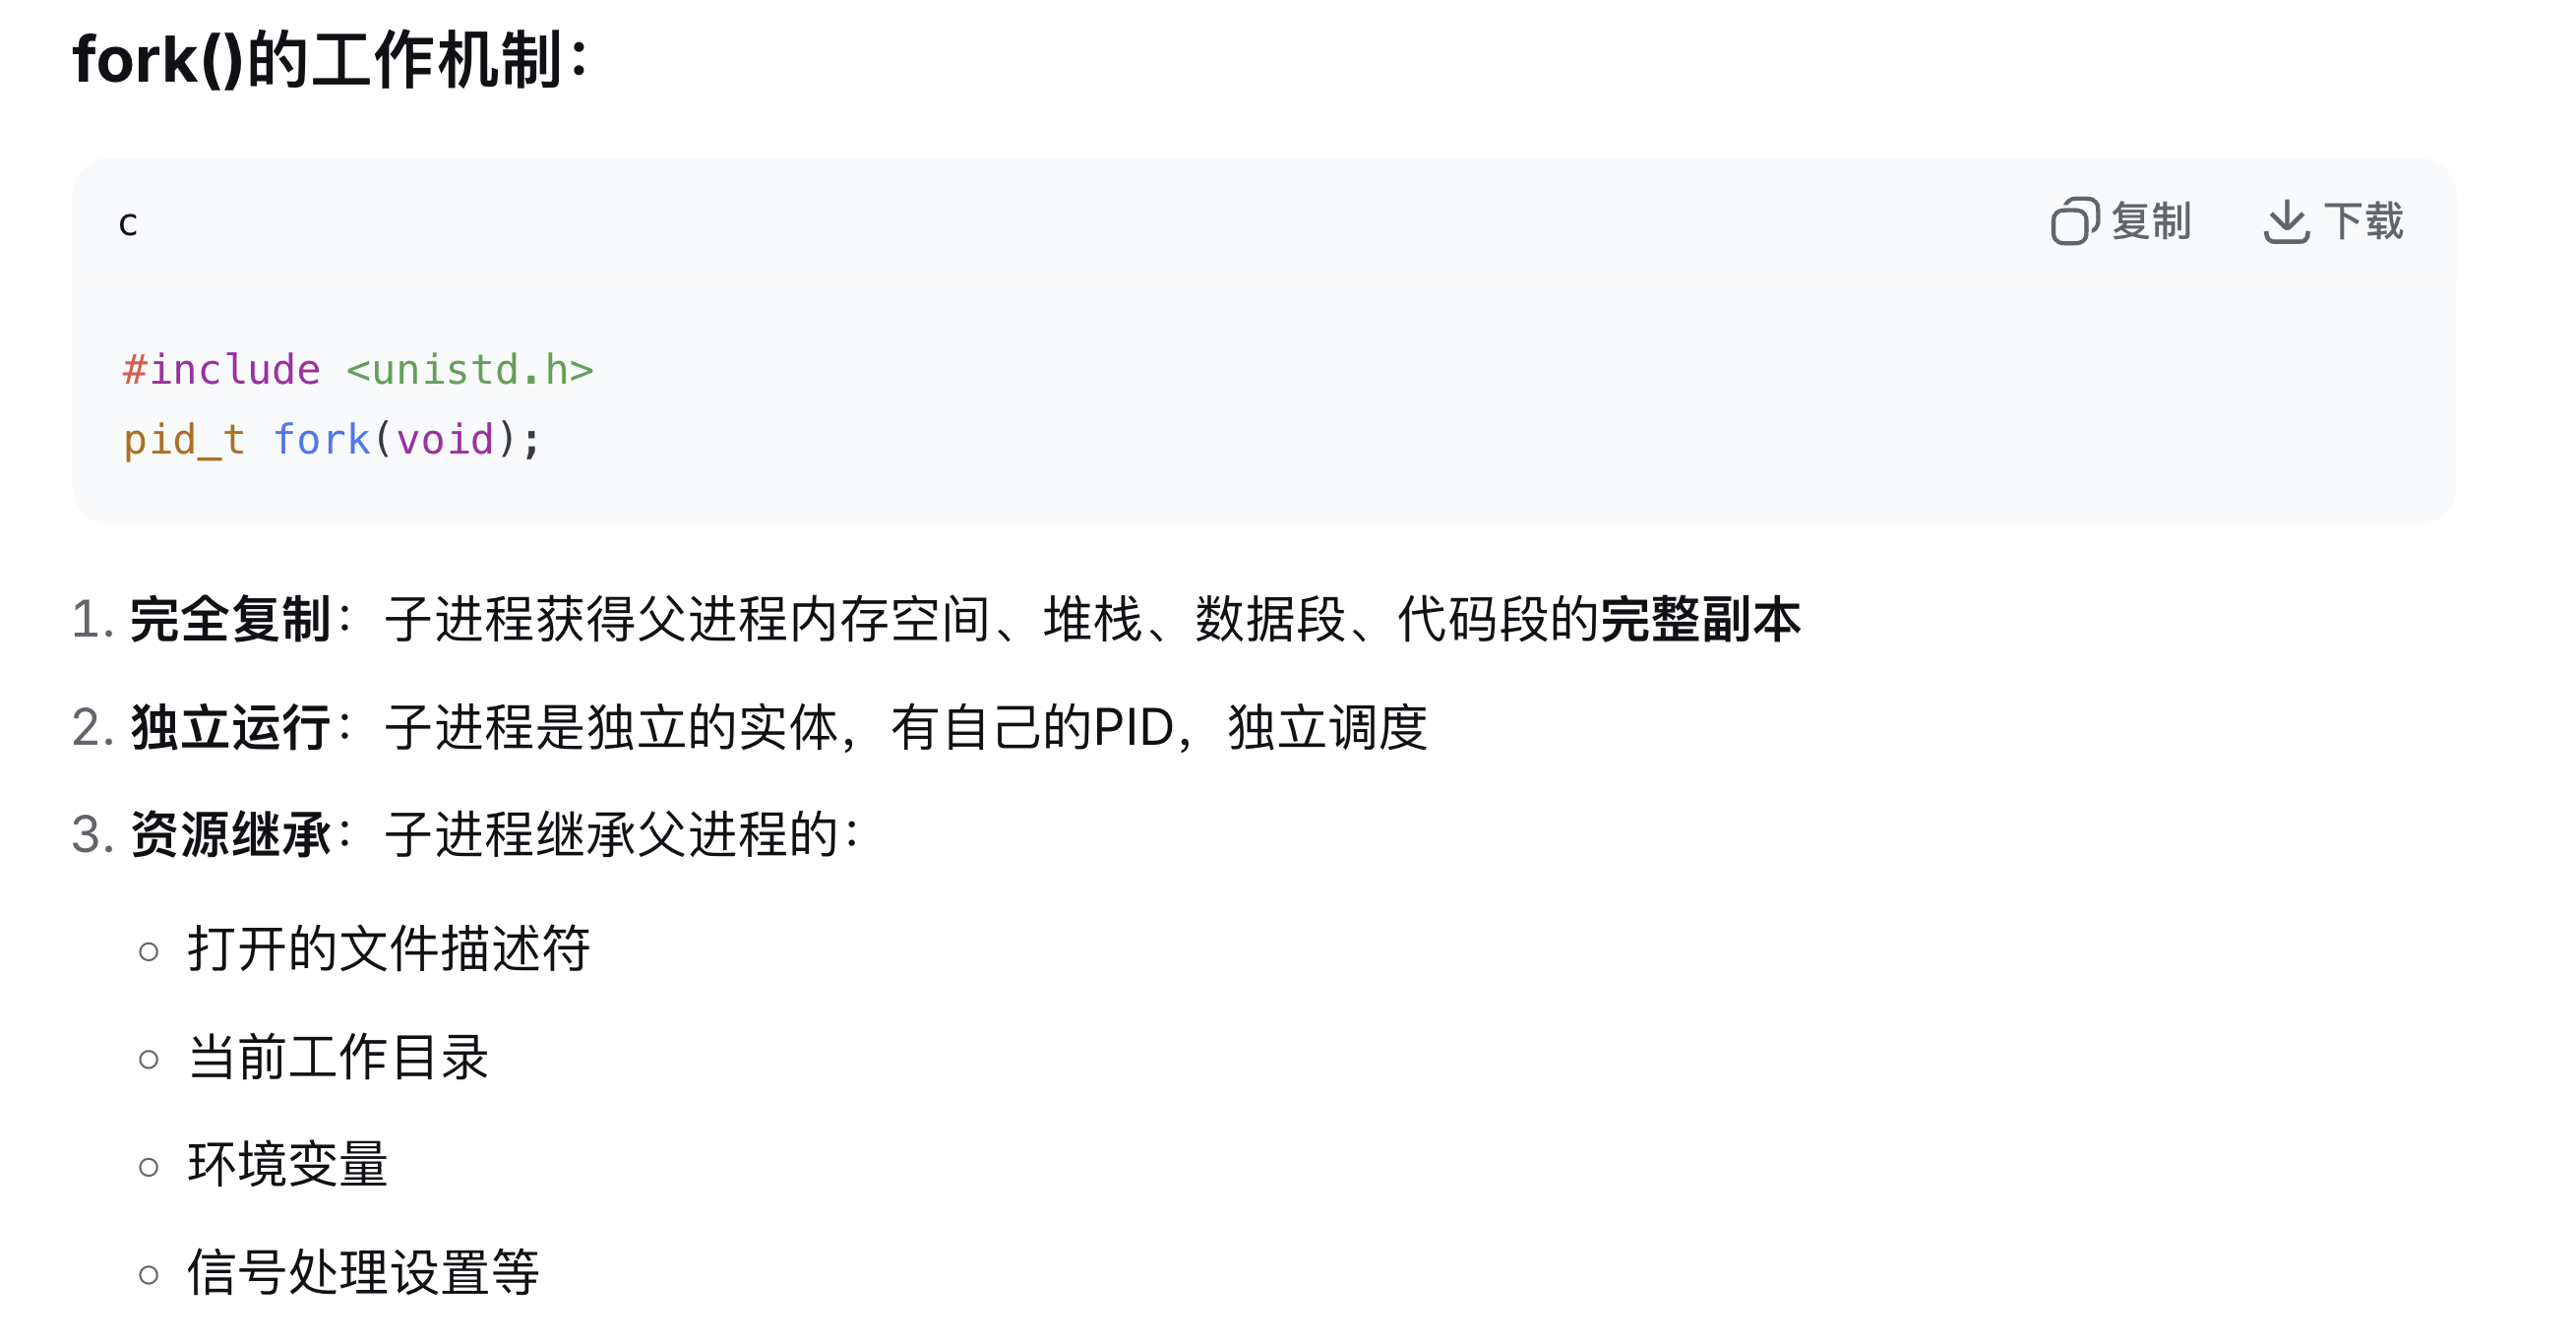 fork()的工作机制：
c 复制 下载
#include <unistd.h>
pid_t fork(void);
1. 完全复制：子进程获得父进程内存空间、堆栈、数据段、代码段的完整副本
2. 独立运行：子进程是独立的实体，有自己的PID，独立调度
3. 资源继承：子进程继承父进程的：
○ 打开的文件描述符
○ 当前工作目录
○ 环境变量
○ 信号处理设置等